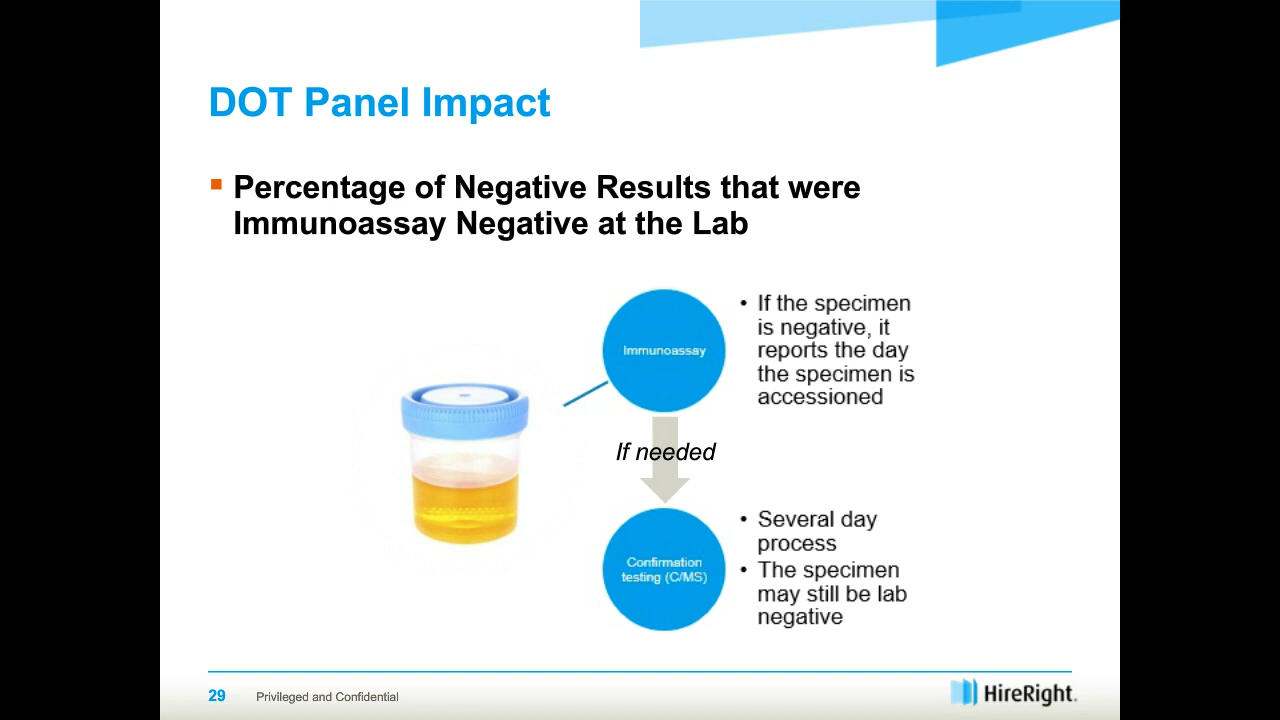 DOT Panel Impact
Percentage of Negative Results that were
Immunoassay Negative at the Lab
Immunoassay
• If the specimen
is negative, it
reports the day
the specimen is
accessioned
If needed
Confirmation
testing (C/MS)
• Several day
process
• The specimen
may still be lab
negative
29 Privileged and Confidential
HireRight.